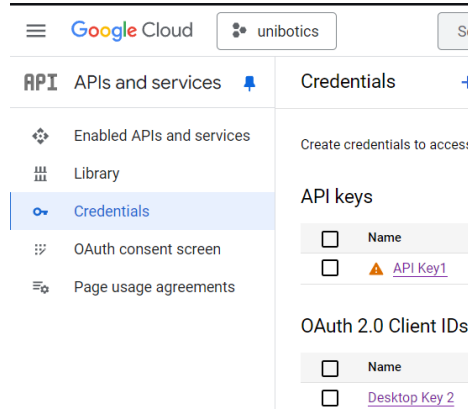 Google Cloud unibotics
API APIs and services Credentials
Enabled APIs and services
Create credentials to access
Library
API keys
Credentials
Name
OAuth consent screen
API Key1
Page usage agreements
OAuth 2.0 Client IDs
Name
Desktop Key 2